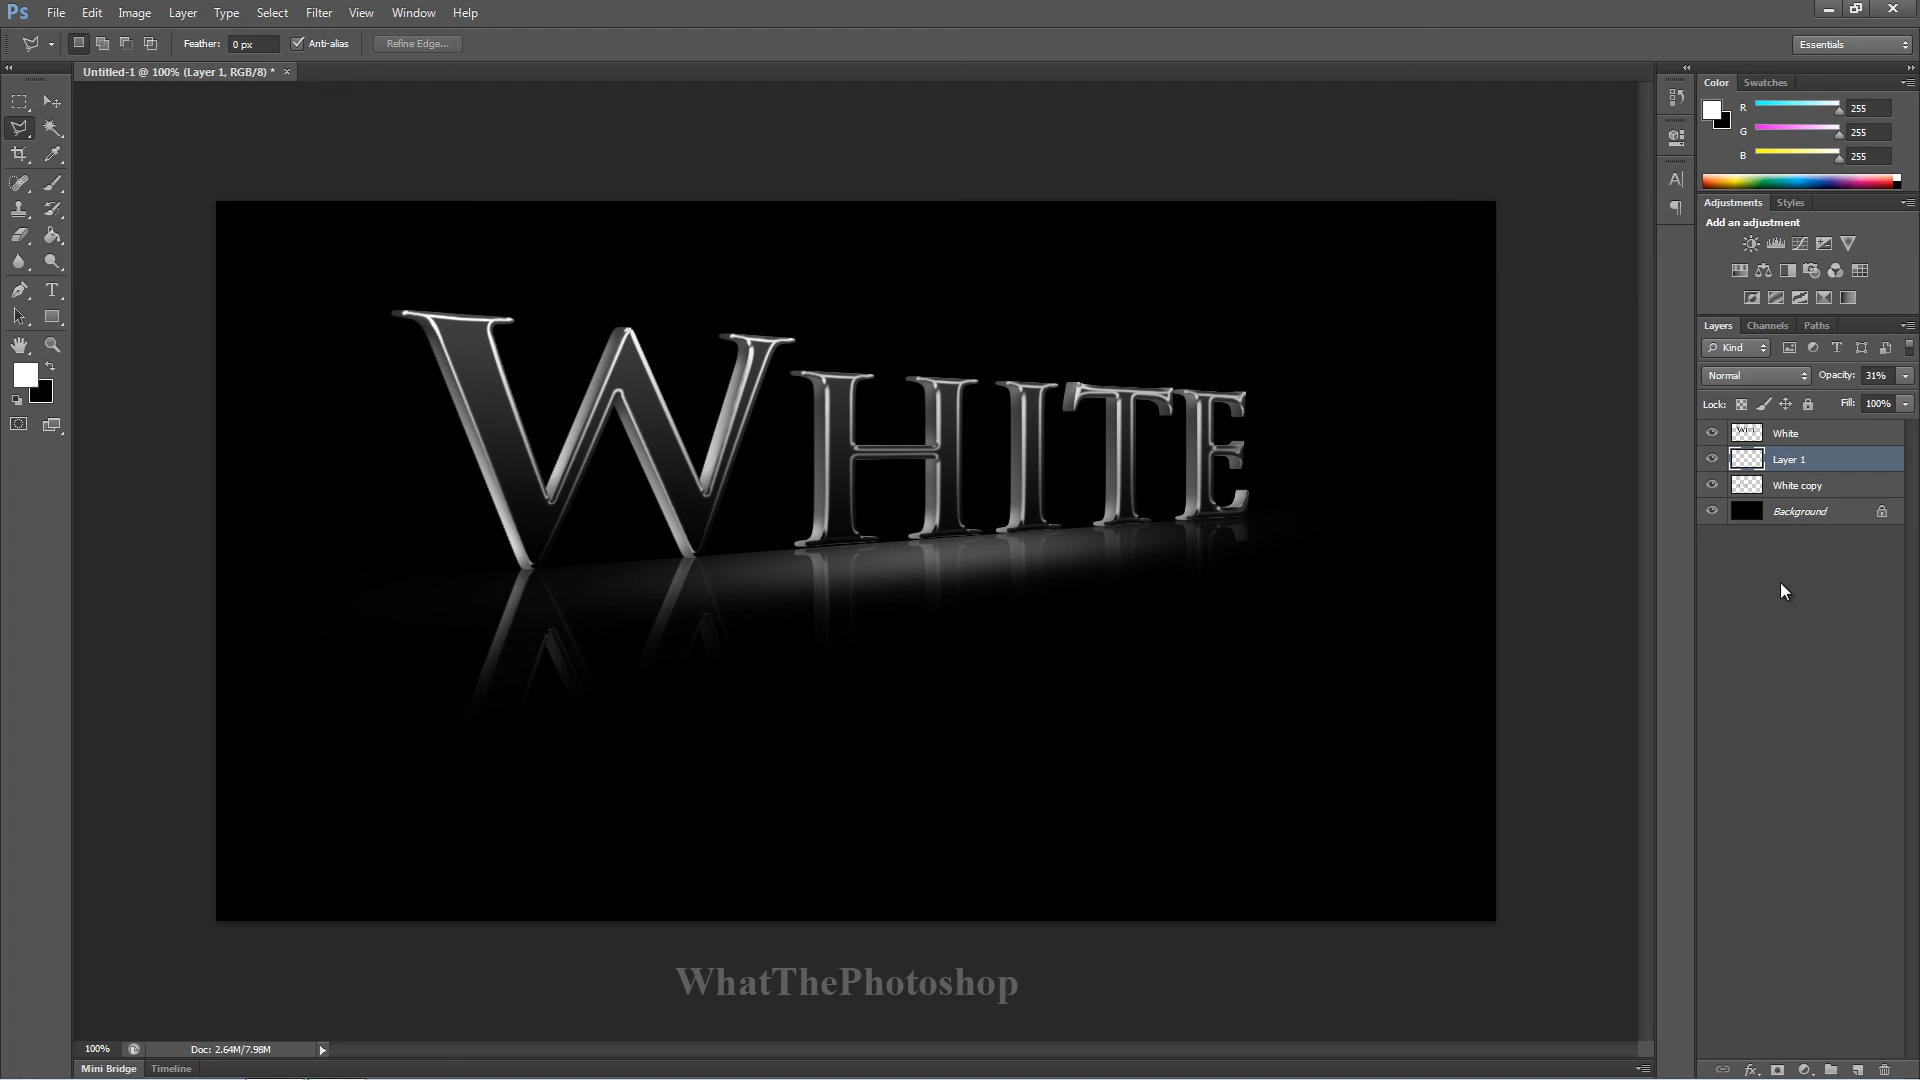 Ps File Edit Image Layer Type Select Filter View Window Help
Feather: 0 px Anti-alias Refine Edge... Essentials
Untitled-1 @ 100% (Layer 1, RGB/8) * ×
Color Swatches
R 255
G 255
B 255
Adjustments Styles
Add an adjustment
Layers Channels Paths
Kind
Normal Opacity: 31%
Lock: Fill: 100%
White
Layer 1
White copy
Background
WHITE
WhatThePhotoshop
100% Doc: 2.64M/7.98M
Mini Bridge Timeline